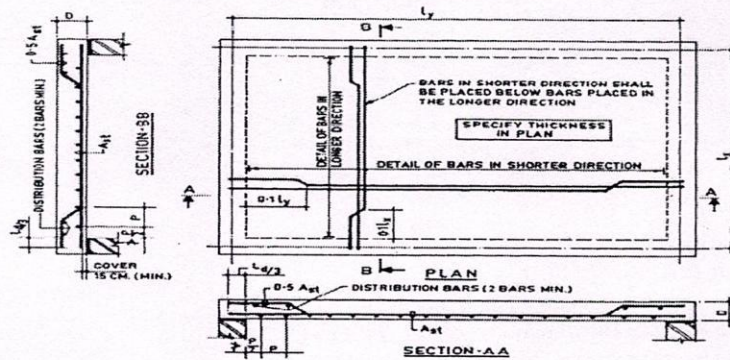 D
0.5 Ast
DISTRIBUTION BARS (2 BARS MIN.)
Ast
SECTION-BB
Ld/3
P
P
COVER
15 CM. (MIN.)
ly
B
BARS IN SHORTER DIRECTION SHALL
BE PLACED BELOW BARS PLACED IN
THE LONGER DIRECTION
SPECIFY THICKNESS
IN PLAN
DETAIL OF BARS IN
LONGER DIRECTION
DETAIL OF BARS IN SHORTER DIRECTION
A
A
0.1 ly
0.1 lx
B
PLAN
Ld/3
0.5 Ast
DISTRIBUTION BARS (2 BARS MIN.)
Ast
D
P
P
SECTION-AA